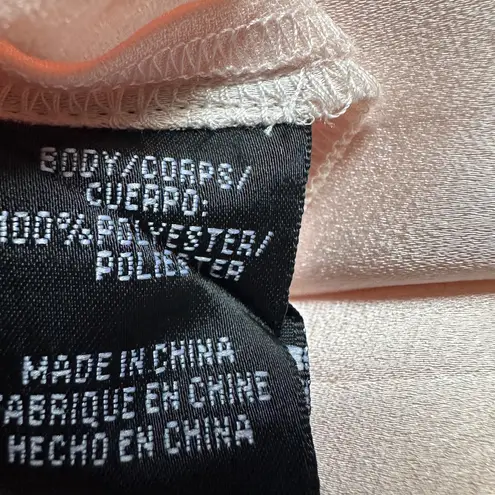 BODY/CORPS/
CUERPO:
100%POLYESTER/
POLIESTER
MADE IN CHINA
FABRIQUE EN CHINE
HECHO EN CHINA